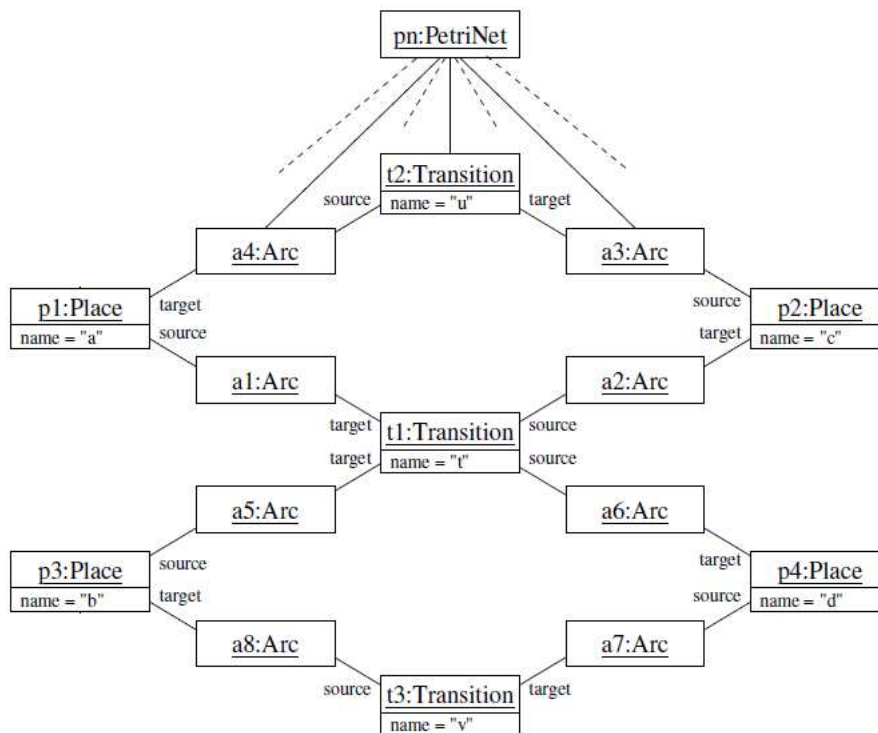 pn:PetriNet
t2:Transition
name = "u"
source
target
a4:Arc
a3:Arc
p1:Place
name = "a"
target
source
source
target
p2:Place
name = "c"
a1:Arc
a2:Arc
target
target
t1:Transition
name = "t"
source
source
a5:Arc
a6:Arc
p3:Place
name = "b"
source
target
target
source
p4:Place
name = "d"
a8:Arc
a7:Arc
source
t3:Transition
name = "v"
target